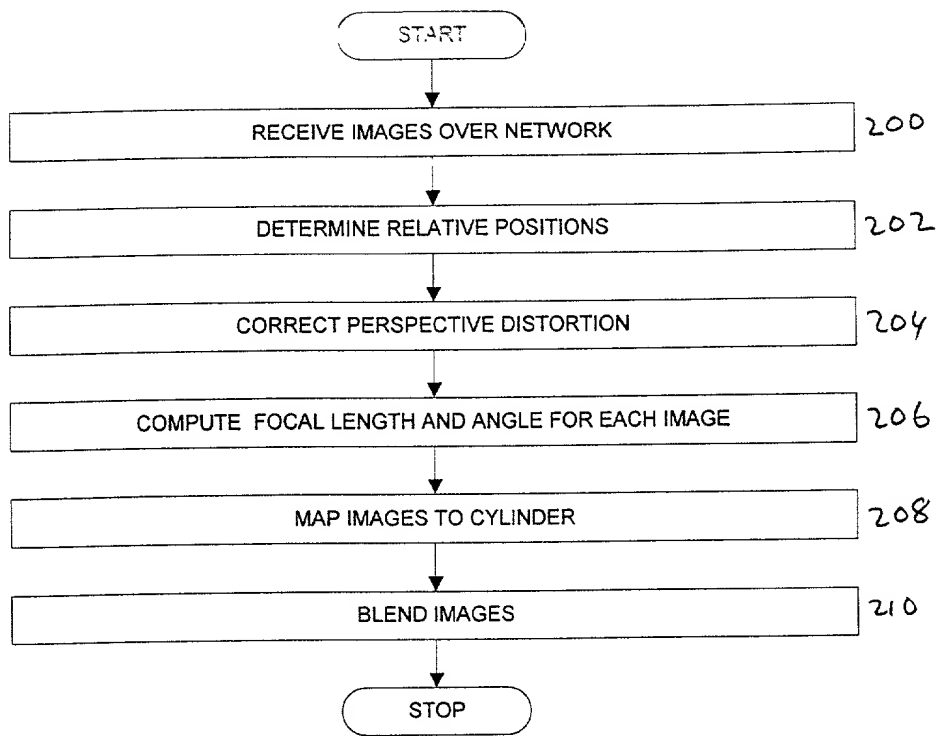 START
RECEIVE IMAGES OVER NETWORK 200
DETERMINE RELATIVE POSITIONS 202
CORRECT PERSPECTIVE DISTORTION 204
COMPUTE FOCAL LENGTH AND ANGLE FOR EACH IMAGE 206
MAP IMAGES TO CYLINDER 208
BLEND IMAGES 210
STOP